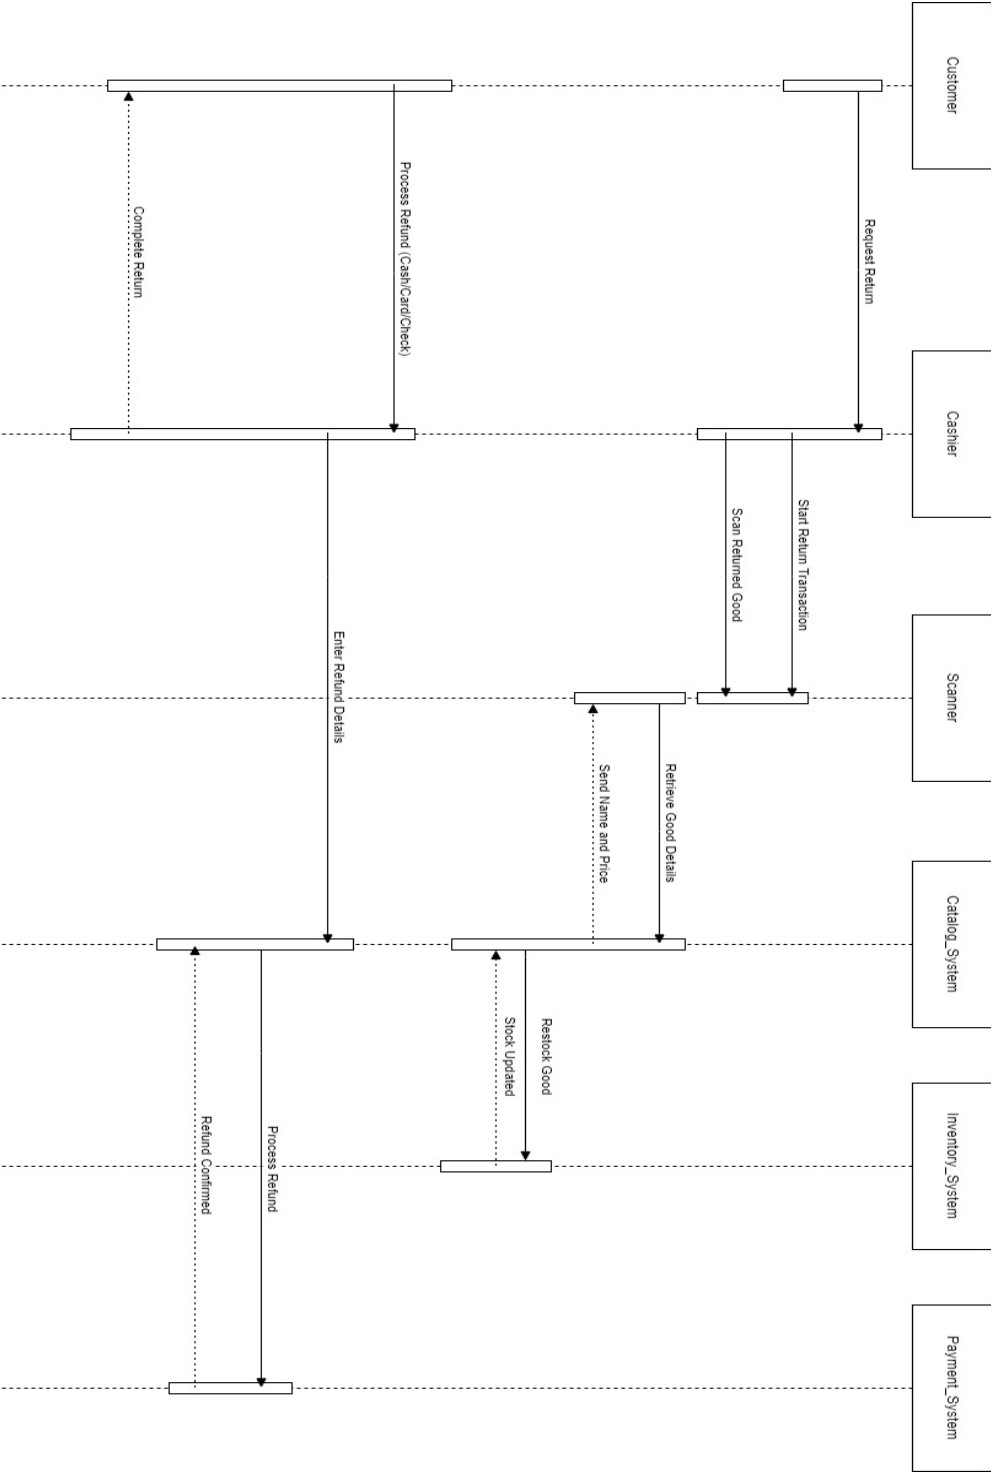 Customer
Cashier
Scanner
Catalog_System
Inventory_System
Payment_System
Request Return
Start Return Transaction
Scan Returned Good
Retrieve Good Details
Send Name and Price
Restock Good
Stock Updated
Process Refund (Cash/Card/Check)
Enter Refund Details
Process Refund
Refund Confirmed
Complete Return